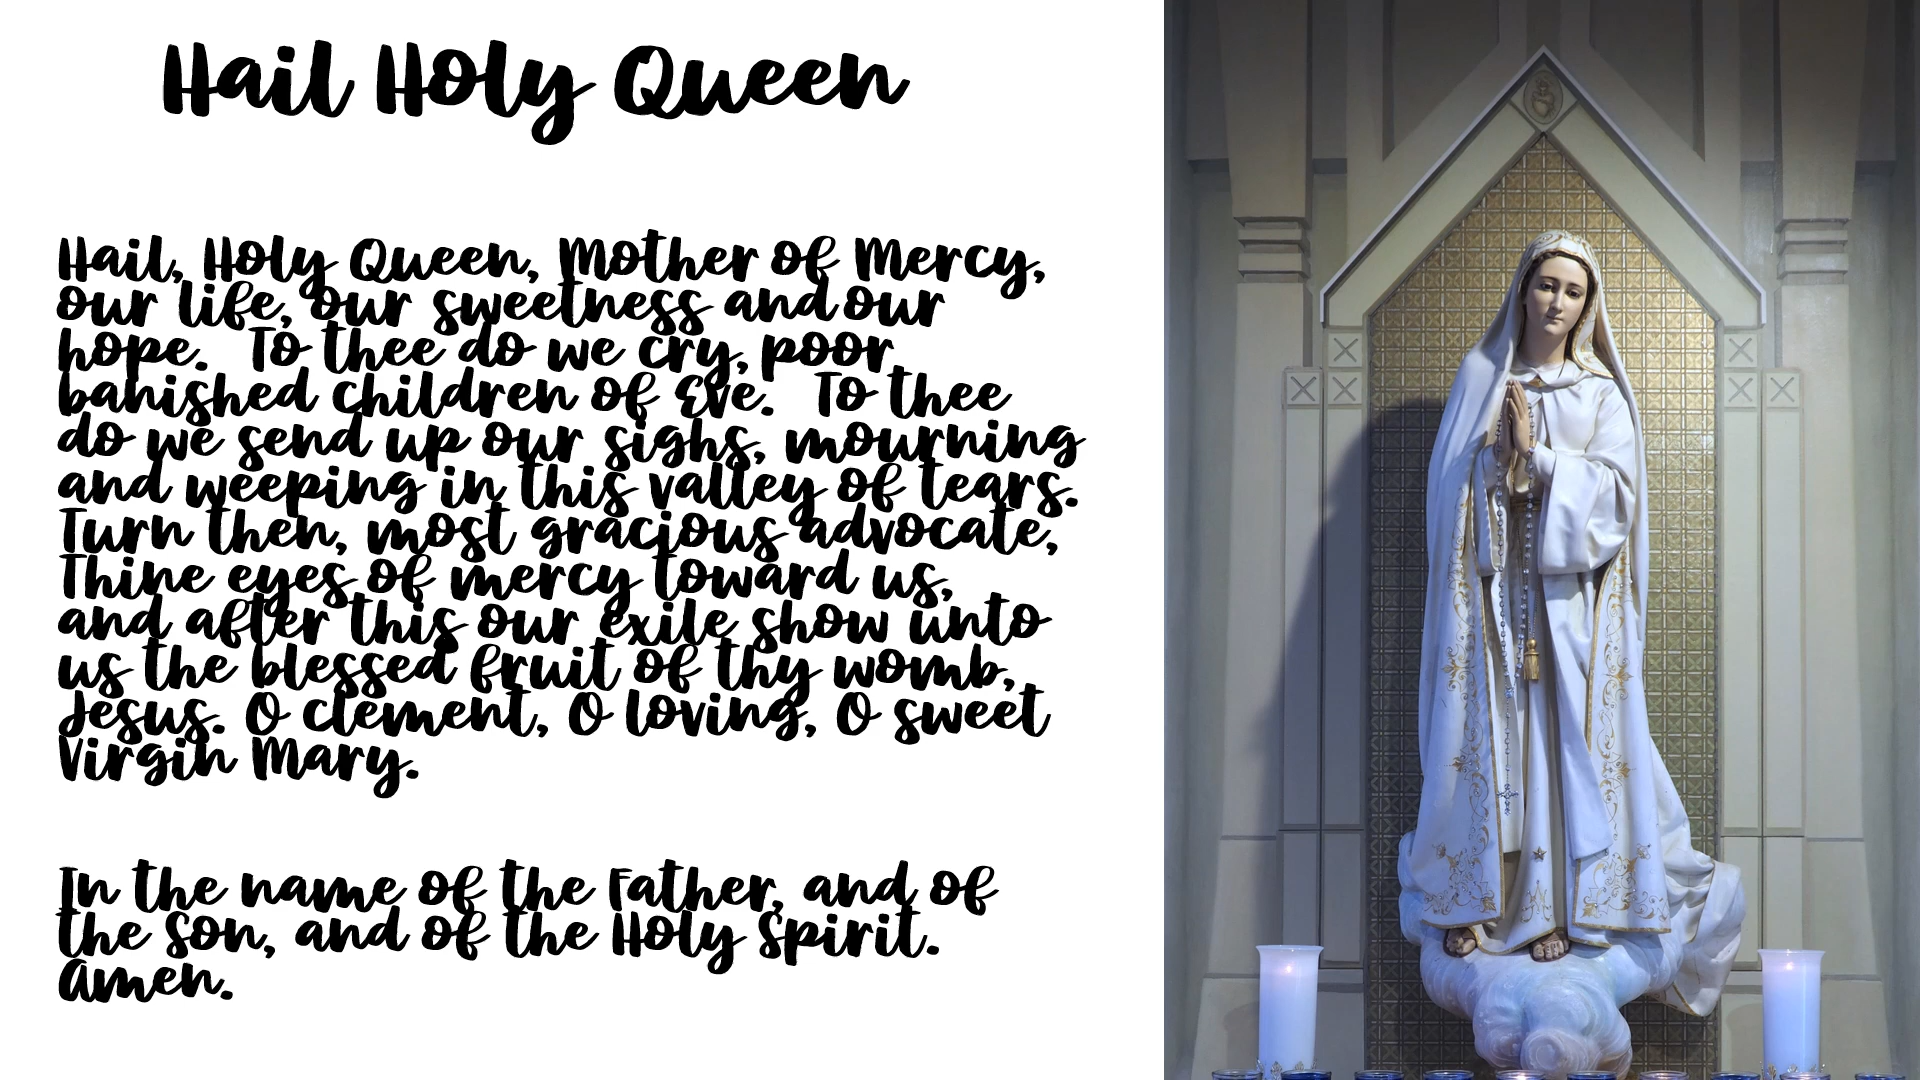 Hail Holy Queen
Hail, Holy Queen, Mother of Mercy,
our life, our sweetness and our
hope. To thee do we cry, poor
banished children of Eve. To thee
do we send up our sighs, mourning
and weeping in this valley of tears.
Turn then, most gracious advocate,
Thine eyes of mercy toward us,
and after this our exile show unto
us the blessed fruit of thy womb,
Jesus. O clement, O loving, O sweet
Virgin Mary.
In the name of the Father, and of
the Son, and of the Holy Spirit.
Amen.